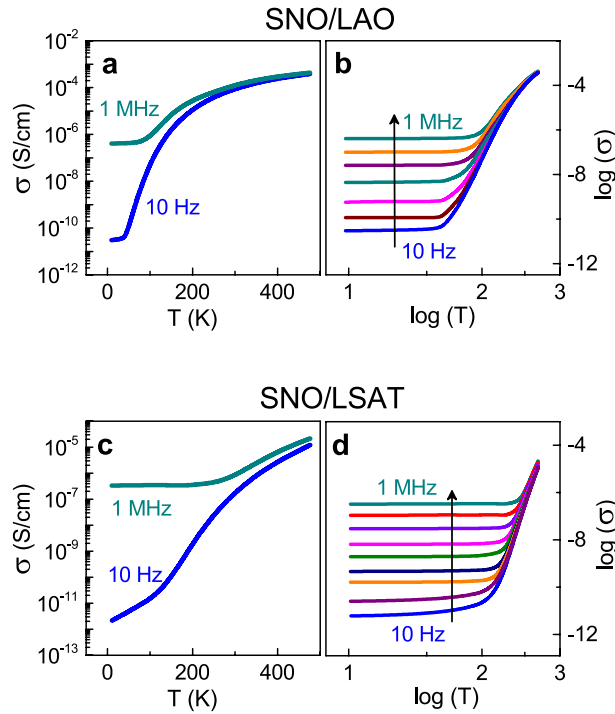 SNO/LAO
a
b
10⁻²
10⁻⁴
10⁻⁶
10⁻⁸
10⁻¹⁰
10⁻¹²
σ (S/cm)
1 MHz
10 Hz
0
200
400
T (K)
1 MHz
10 Hz
1
2
3
log (T)
-4
-8
-12
log (σ)
SNO/LSAT
c
d
10⁻⁵
10⁻⁷
10⁻⁹
10⁻¹¹
10⁻¹³
σ (S/cm)
1 MHz
10 Hz
0
200
400
T (K)
1 MHz
10 Hz
1
2
3
log (T)
-4
-8
-12
log (σ)